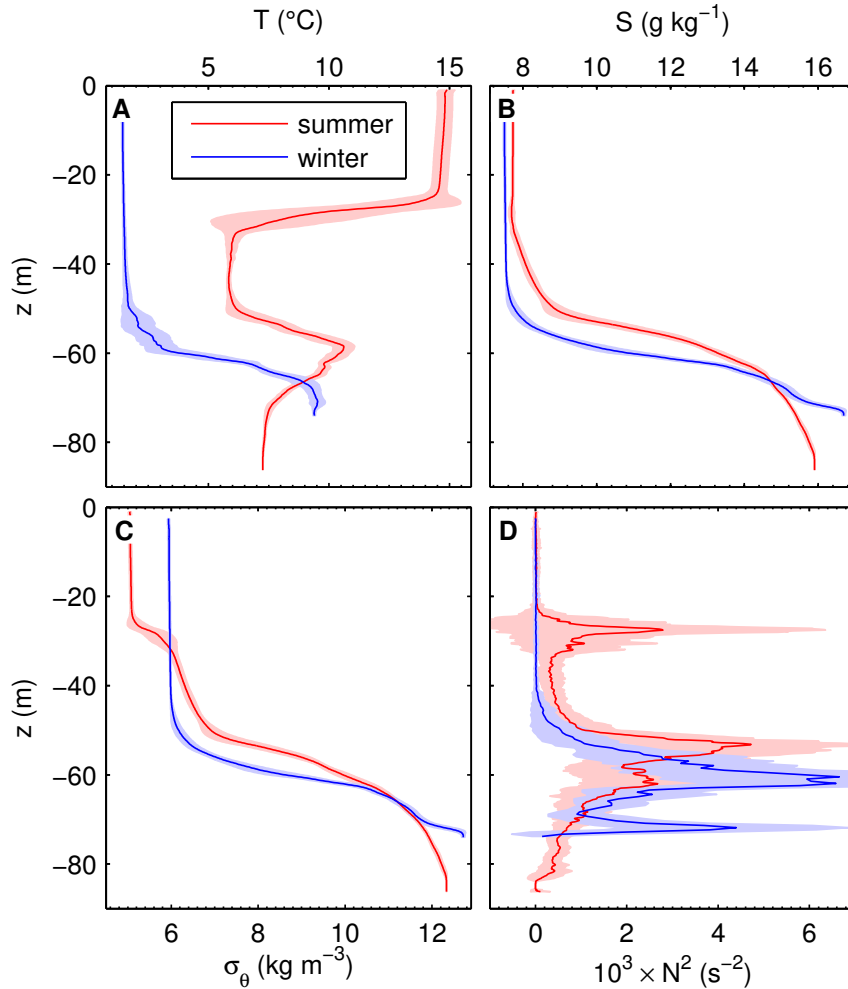 T (°C)
S (g kg⁻¹)
5 10 15
8 10 12 14 16
0
−20
−40
−60
−80
z (m)
A
summer
winter
B
0
−20
−40
−60
−80
z (m)
C
D
6 8 10 12
0 2 4 6
σθ (kg m⁻³)
10³ × N² (s⁻²)